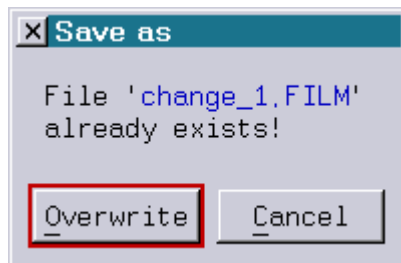 Save as
File 'change_1.FILM'
already exists!
Overwrite
Cancel